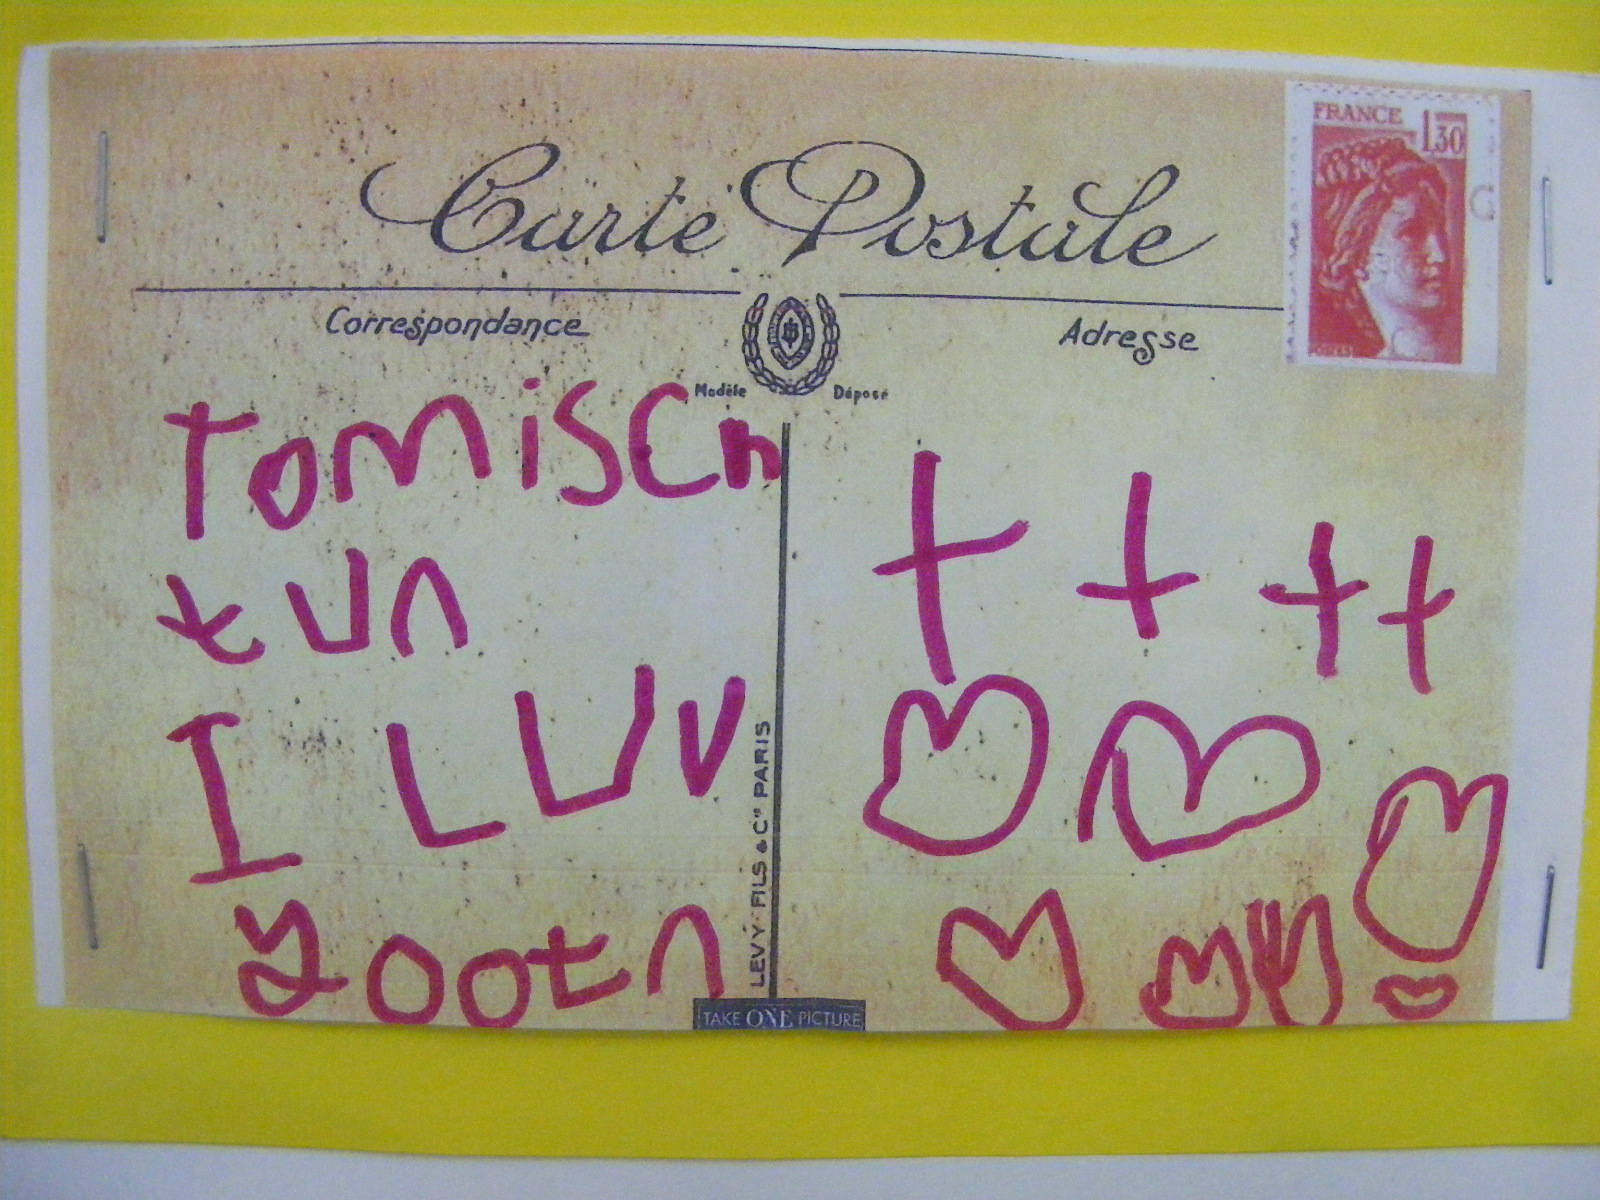 FRANCE 1.30
Carte Postale
Correspondance
Adresse
Modèle Déposé
Tomisch
tun
I Luv
yootn
LEVY FILS & Cie PARIS
TAKE ONE PICTURE